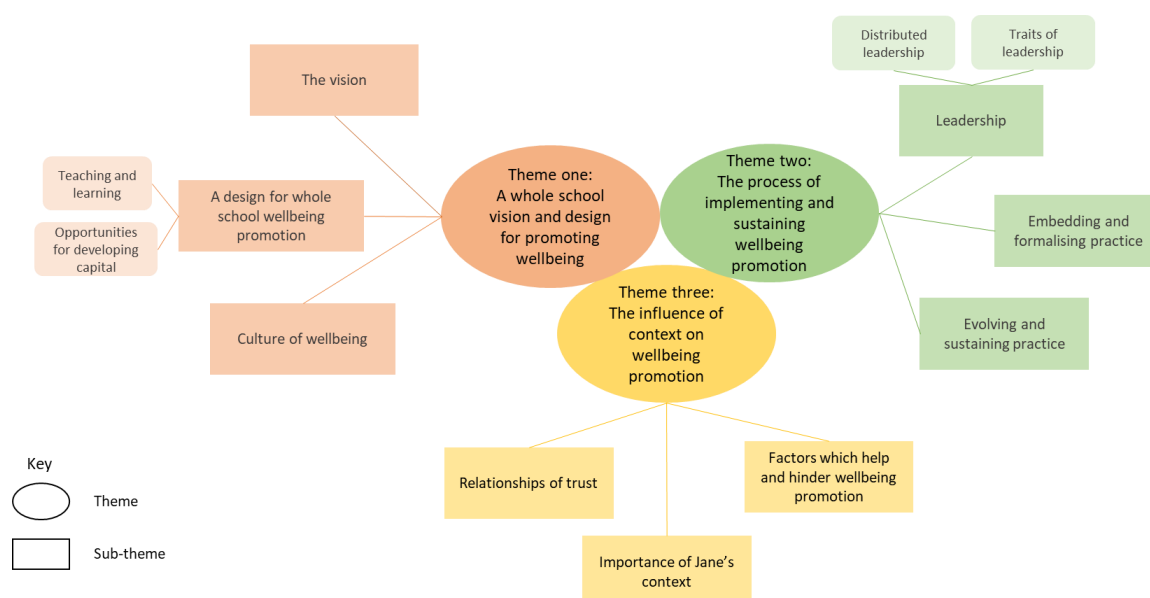 The vision
Teaching and
learning
Opportunities
for developing
capital
A design for whole
school wellbeing
promotion
Culture of wellbeing
Theme one:
A whole school
vision and design
for promoting
wellbeing
Theme two:
The process of
implementing and
sustaining
wellbeing
promotion
Distributed
leadership
Traits of
leadership
Leadership
Embedding and
formalising practice
Evolving and
sustaining practice
Theme three:
The influence of
context on
wellbeing
promotion
Relationships of trust
Importance of Jane's
context
Factors which help
and hinder wellbeing
promotion
Key
Theme
Sub-theme